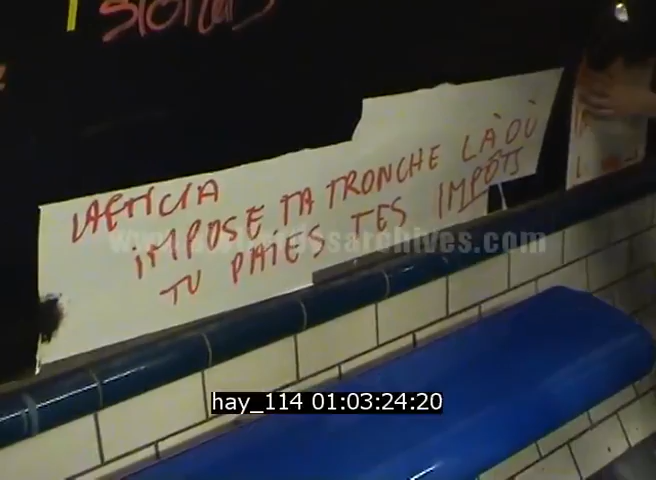 LAETICIA
IMPOSE TA TRONCHE LÀ OÙ
TU PAIES TES IMPÔTS
hay_114 01:03:24:20